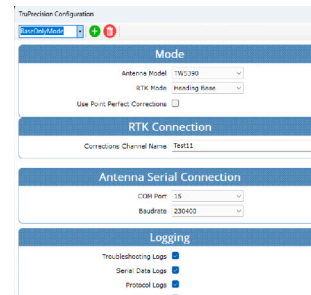 TruPrecision Configuration
BaseOnlyMode
Mode
Antenna Model TW5390
RTK Mode Heading Base
Use Point Perfect Corrections
RTK Connection
Corrections Channel Name Test11
Antenna Serial Connection
COM Port 15
Baudrate 230400
Logging
Troubleshooting Logs
Serial Data Logs
Protocol Logs